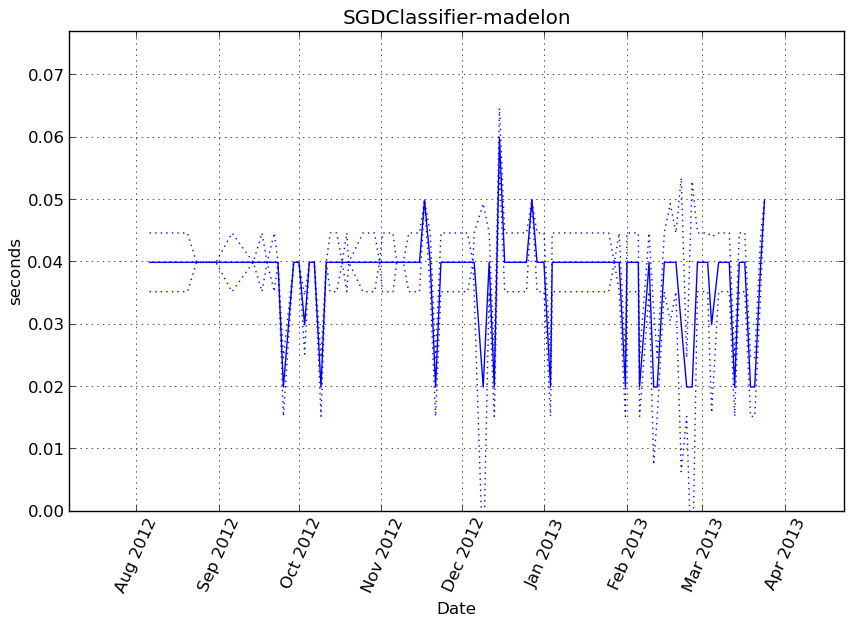 SGDClassifier-madelon
0.07
0.06
0.05
0.04
0.03
0.02
0.01
0.00
seconds
Aug 2012
Sep 2012
Oct 2012
Nov 2012
Dec 2012
Jan 2013
Feb 2013
Mar 2013
Apr 2013
Date